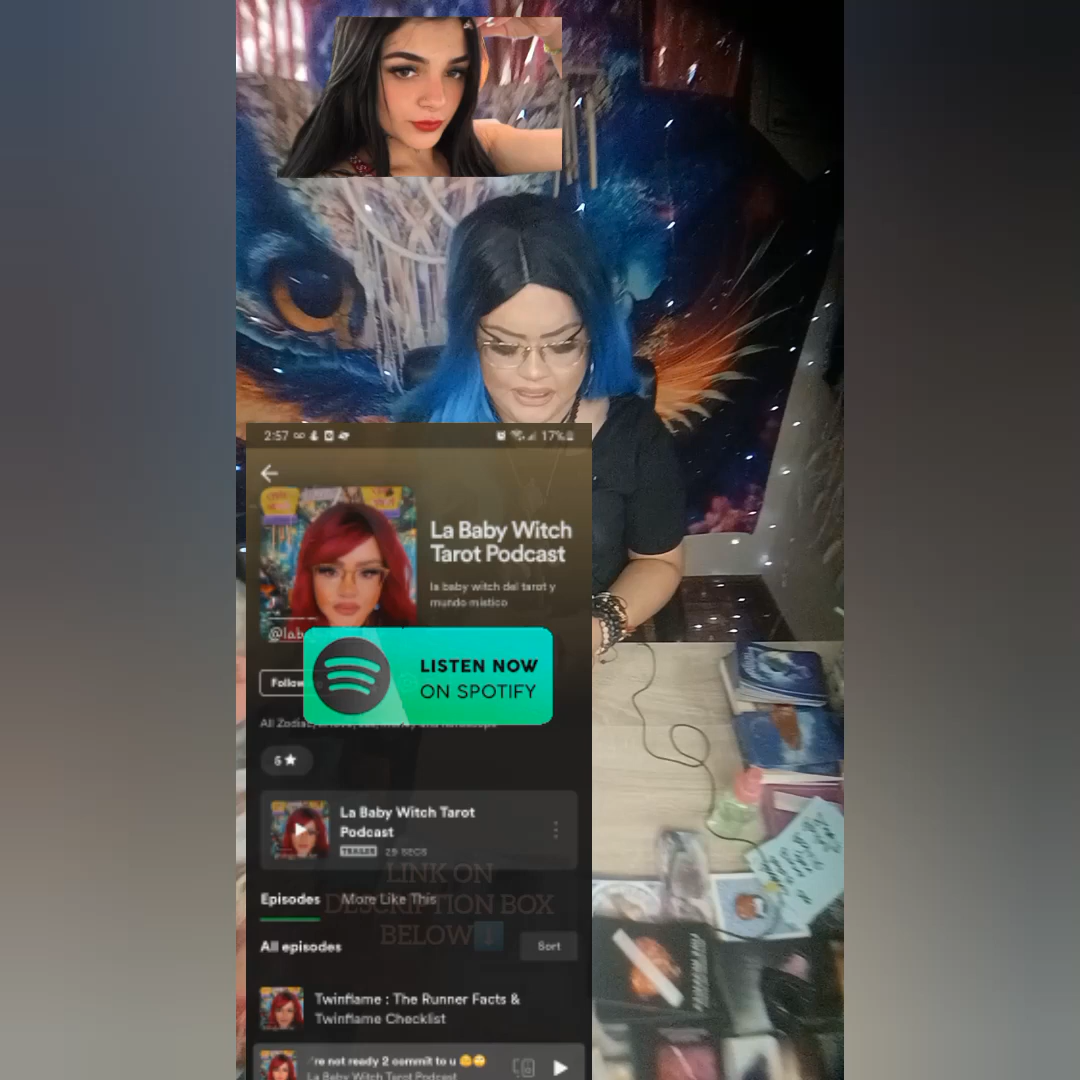 2:57
17%
La Baby Witch
Tarot Podcast
la baby witch del tarot y
mundo mistico
@lab
LISTEN NOW
ON SPOTIFY
Follow
All Zodiac
5★
La Baby Witch Tarot
Podcast
TRAILER 29 SECS
LINK ON
DESCRIPTION BOX
BELOW
Episodes
More Like This
All episodes
Sort
Twinflame : The Runner Facts &
Twinflame Checklist
're not ready 2 commit to u
La Baby Witch Tarot Podcast